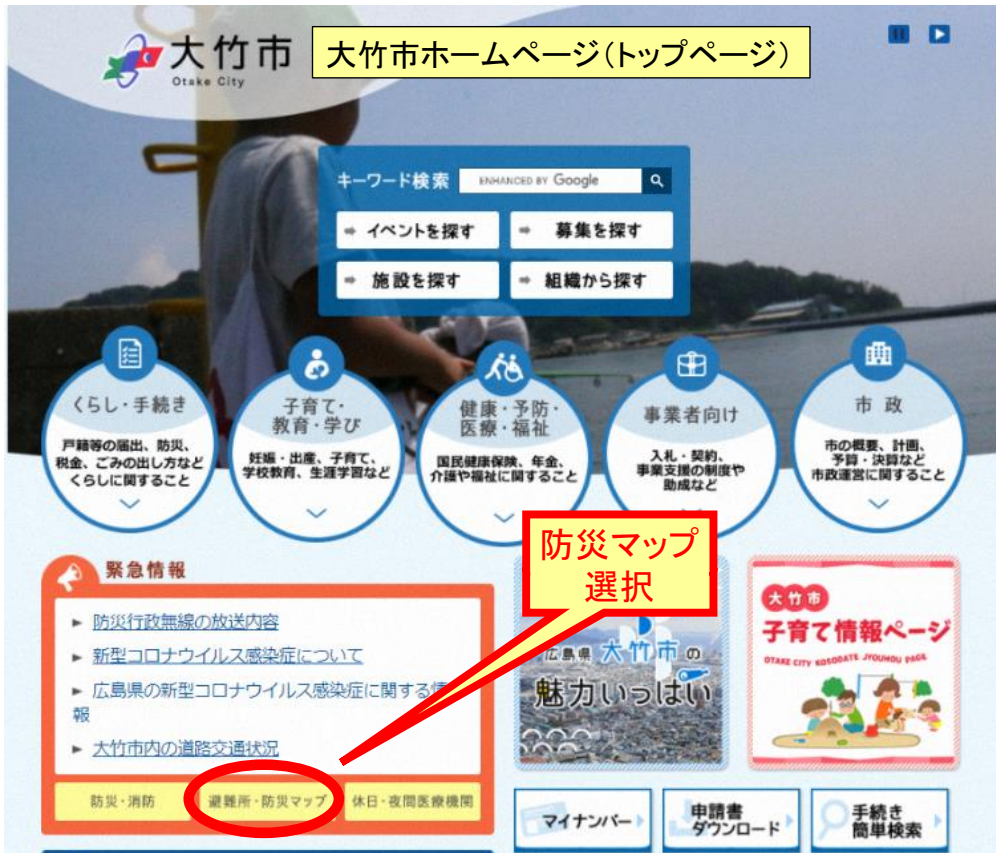 大竹市
Otake City
大竹市ホームページ(トップページ)
キーワード検索
ENHANCED BY Google
イベントを探す
募集を探す
施設を探す
組織から探す
くらし・手続き
戸籍等の届出、防災、
税金、ごみの出し方など
くらしに関すること
子育て・
教育・学び
妊娠・出産、子育て、
学校教育、生涯学習など
健康・予防・
医療・福祉
国民健康保険、年金、
介護や福祉に関すること
事業者向け
入札・契約、
事業支援の制度や
助成など
市政
市の概要、計画、
予算・決算など
市政運営に関すること
防災マップ
選択
緊急情報
防災行政無線の放送内容
新型コロナウイルス感染症について
広島県の新型コロナウイルス感染症に関する情
報
大竹市内の道路交通状況
防災・消防
避難所・防災マップ
休日・夜間医療機関
広島県 大竹市の
魅力いっぱい
大竹市
子育て情報ページ
OTAKE CITY KOSODATE JYOUHOU PAGE
マイナンバー
申請書
ダウンロード
手続き
簡単検索